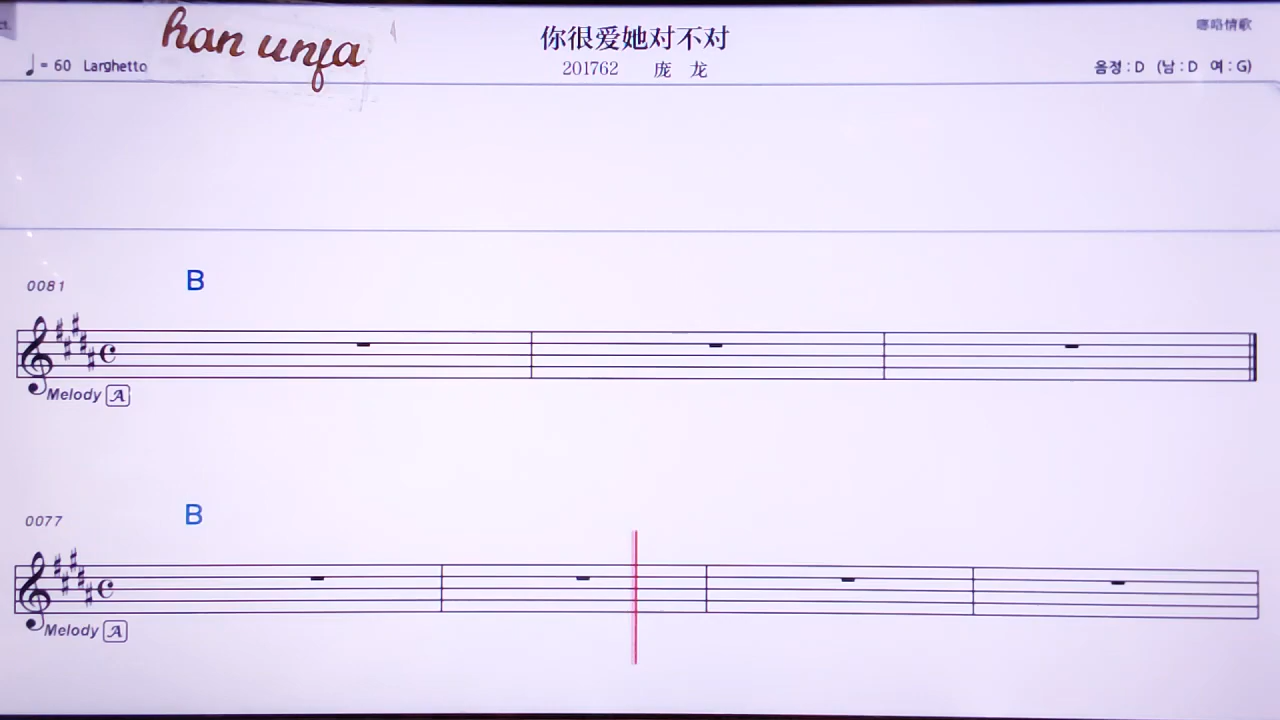 han unfa
你很爱她对不对
♩= 60 Larghetto
201762 庞 龙
음정 : D (남 : D 여 : G)
0081
B
Melody A
0077
B
Melody A